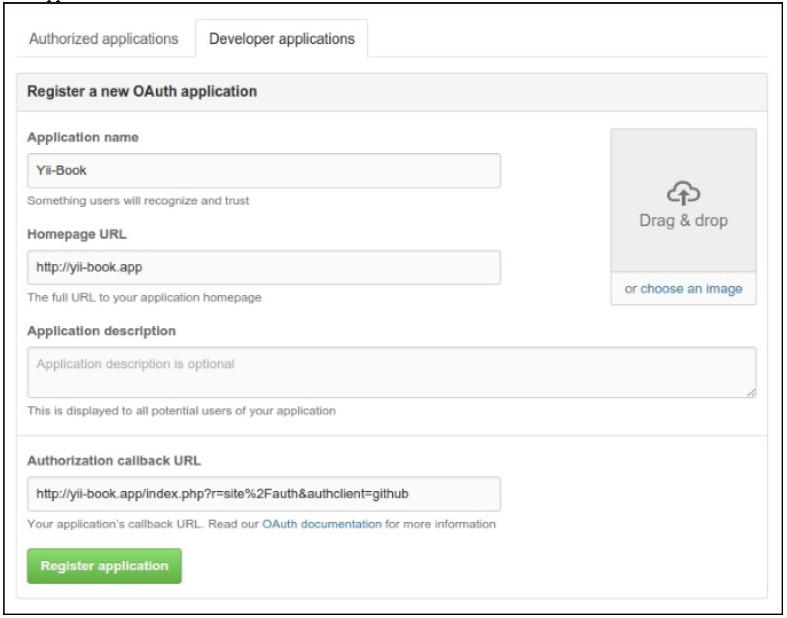 Authorized applications
Developer applications
Register a new OAuth application
Application name
Yii-Book
Something users will recognize and trust
Drag & drop
Homepage URL
http://yii-book.app
The full URL to your application homepage
or choose an image
Application description
Application description is optional
This is displayed to all potential users of your application
Authorization callback URL
http://yii-book.app/index.php?r=site%2Fauth&authclient=github
Your application's callback URL. Read our OAuth documentation for more information
Register application